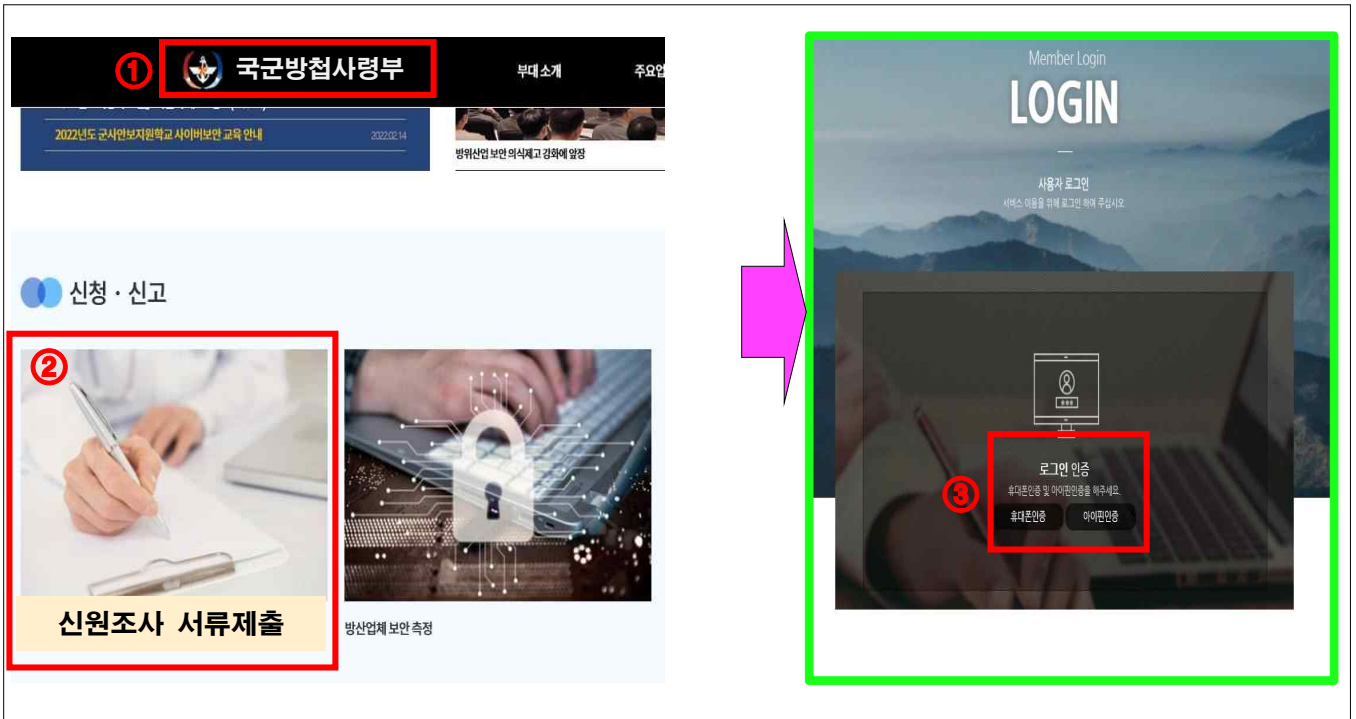 ① 국군방첩사령부
부대소개
주요업
2022년도 군사안보지원학교 사이버보안 교육 안내
2022.02.14
방위산업 보안 의식제고 강화에 앞장
신청 · 신고
②
신원조사 서류제출
방산업체 보안 측정
Member Login
LOGIN
사용자 로그인
서비스 이용을 위해 로그인 하여 주십시오
로그인 인증
③
휴대폰인증 및 아이핀인증을 해주세요.
휴대폰인증
아이핀인증